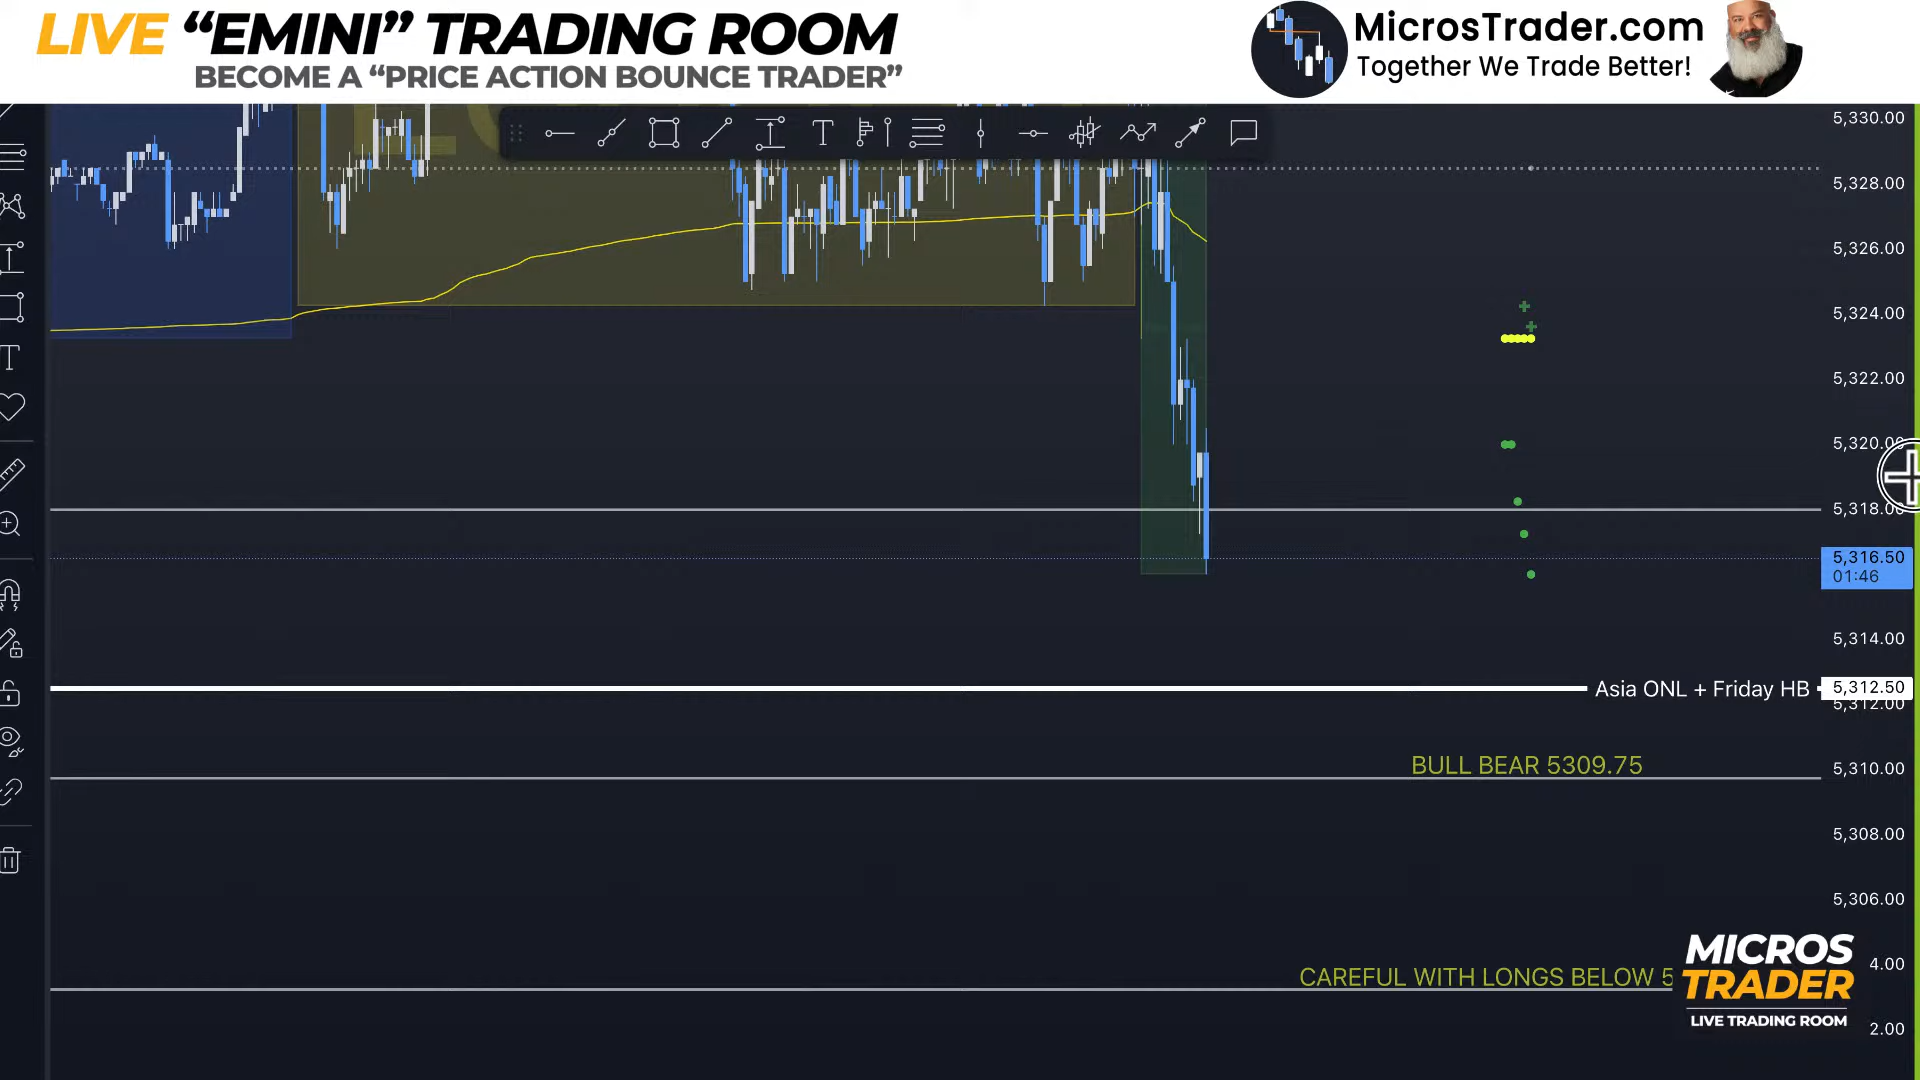 LIVE “EMINI” TRADING ROOM
BECOME A “PRICE ACTION BOUNCE TRADER”
MicrosTrader.com
Together We Trade Better!
5,330.00
5,328.00
5,326.00
5,324.00
5,322.00
5,320.00
5,318.00
5,316.50
01:46
5,314.00
Asia ONL + Friday HB
5,312.50
5,312.00
BULL BEAR 5309.75
5,310.00
5,308.00
5,306.00
CAREFUL WITH LONGS BELOW 5
4.00
2.00
MICROS
TRADER
LIVE TRADING ROOM